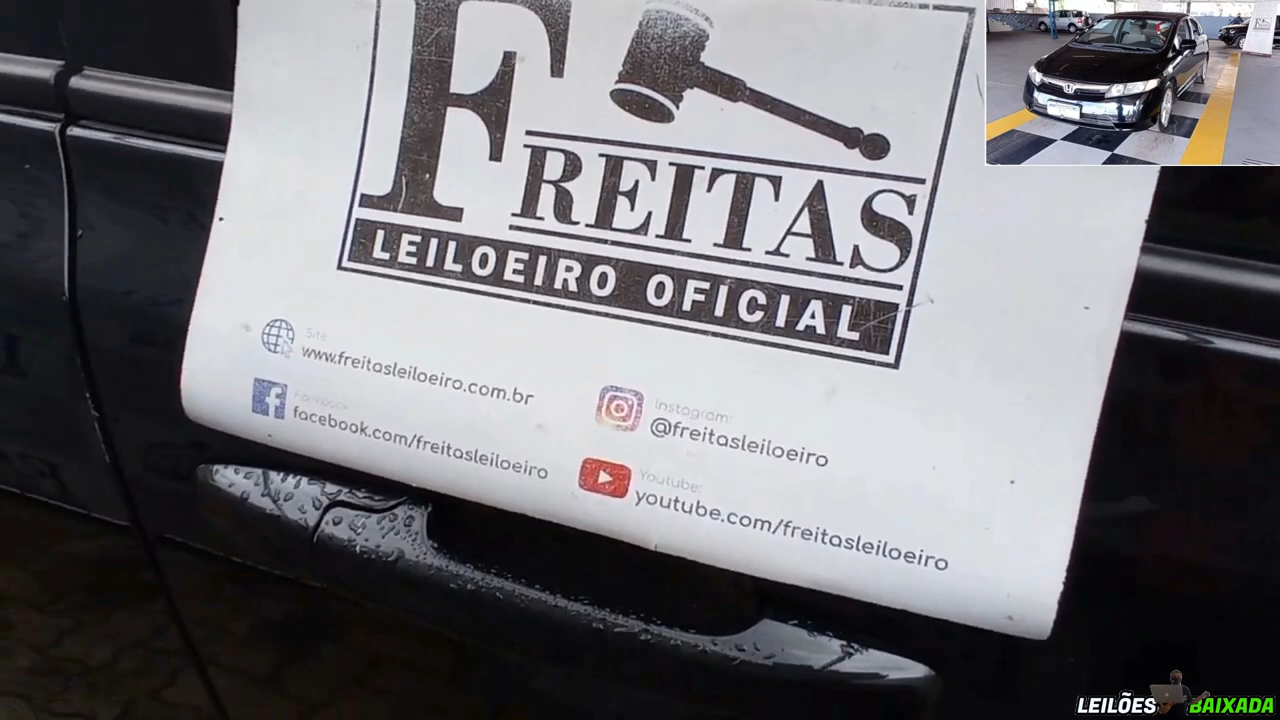 FREITAS
LEILOEIRO OFICIAL
Site
www.freitasleiloeiro.com.br
Facebook:
facebook.com/freitasleiloeiro
Instagram:
@freitasleiloeiro
Youtube:
youtube.com/freitasleiloeiro
LEILÕES BAIXADA